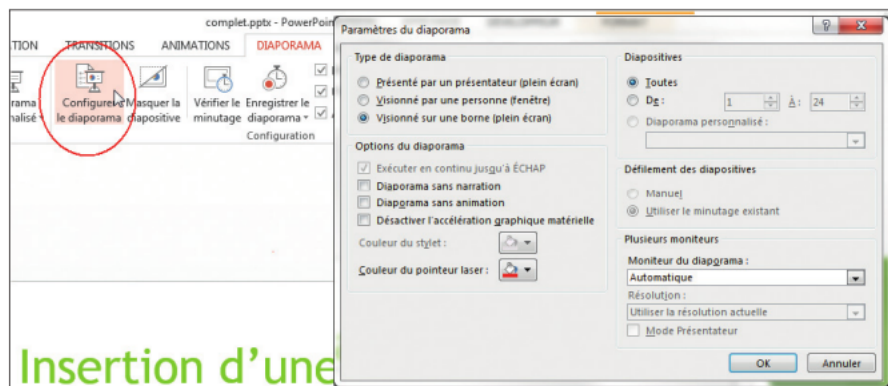 complet.pptx - PowerPoin
TION TRANSITIONS ANIMATIONS DIAPORAMA
rama
nalisé
Configurer
le diaporama
Masquer la
diapositive
Vérifier le
minutage
Enregistrer le
diaporama
Configuration
Insertion d'une
Paramètres du diaporama
Type de diaporama
Présenté par un présentateur (plein écran)
Visionné par une personne (fenêtre)
Visionné sur une borne (plein écran)
Options du diaporama
Exécuter en continu jusqu'à ÉCHAP
Diaporama sans narration
Diaporama sans animation
Désactiver l'accélération graphique matérielle
Couleur du stylet :
Couleur du pointeur laser :
Diapositives
Toutes
De : 1 À : 24
Diaporama personnalisé :
Défilement des diapositives
Manuel
Utiliser le minutage existant
Plusieurs moniteurs
Moniteur du diaporama :
Automatique
Résolution :
Utiliser la résolution actuelle
Mode Présentateur
OK Annuler